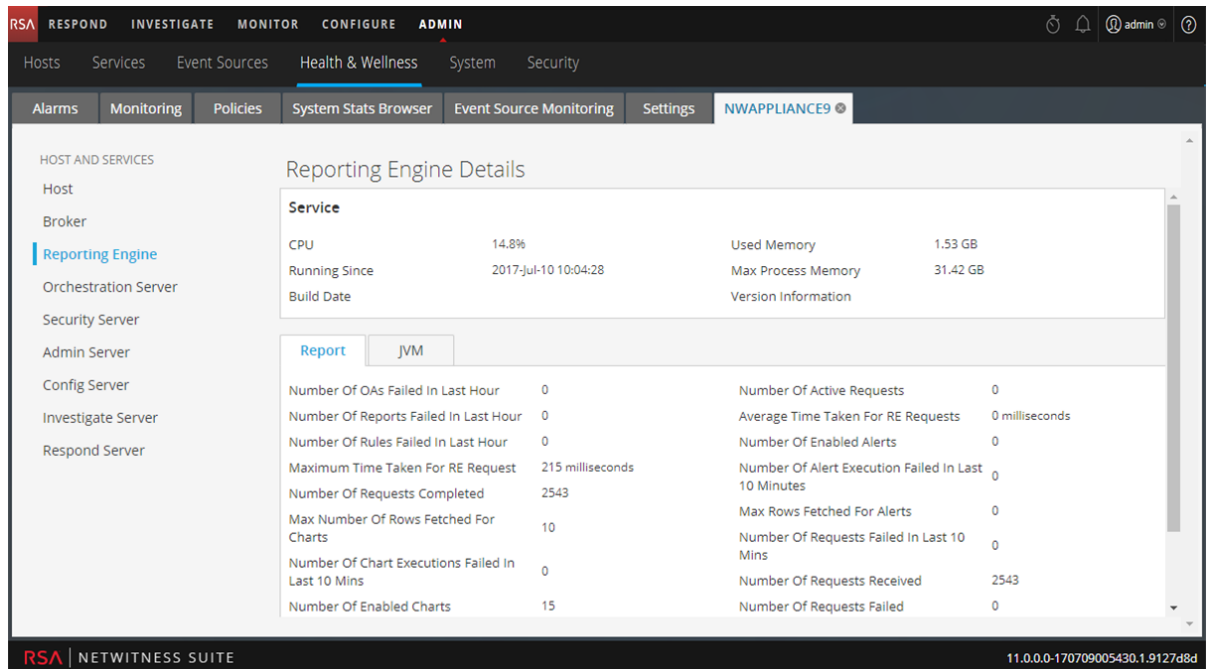 RSA RESPOND INVESTIGATE MONITOR CONFIGURE ADMIN admin
Hosts Services Event Sources Health & Wellness System Security
Alarms Monitoring Policies System Stats Browser Event Source Monitoring Settings NWAPPLIANCE9
HOST AND SERVICES
Host
Broker
Reporting Engine
Orchestration Server
Security Server
Admin Server
Config Server
Investigate Server
Respond Server
Reporting Engine Details
Service
CPU 14.8% Used Memory 1.53 GB
Running Since 2017-Jul-10 10:04:28 Max Process Memory 31.42 GB
Build Date Version Information
Report JVM
Number Of OAs Failed In Last Hour 0
Number Of Reports Failed In Last Hour 0
Number Of Rules Failed In Last Hour 0
Maximum Time Taken For RE Request 215 milliseconds
Number Of Requests Completed 2543
Max Number Of Rows Fetched For
Charts 10
Number Of Chart Executions Failed In
Last 10 Mins 0
Number Of Enabled Charts 15
Number Of Active Requests 0
Average Time Taken For RE Requests 0 milliseconds
Number Of Enabled Alerts 0
Number Of Alert Execution Failed In Last
10 Minutes 0
Max Rows Fetched For Alerts 0
Number Of Requests Failed In Last 10
Mins 0
Number Of Requests Received 2543
Number Of Requests Failed 0
RSA NETWITNESS SUITE 11.0.0.0-170709005430.1.9127d8d